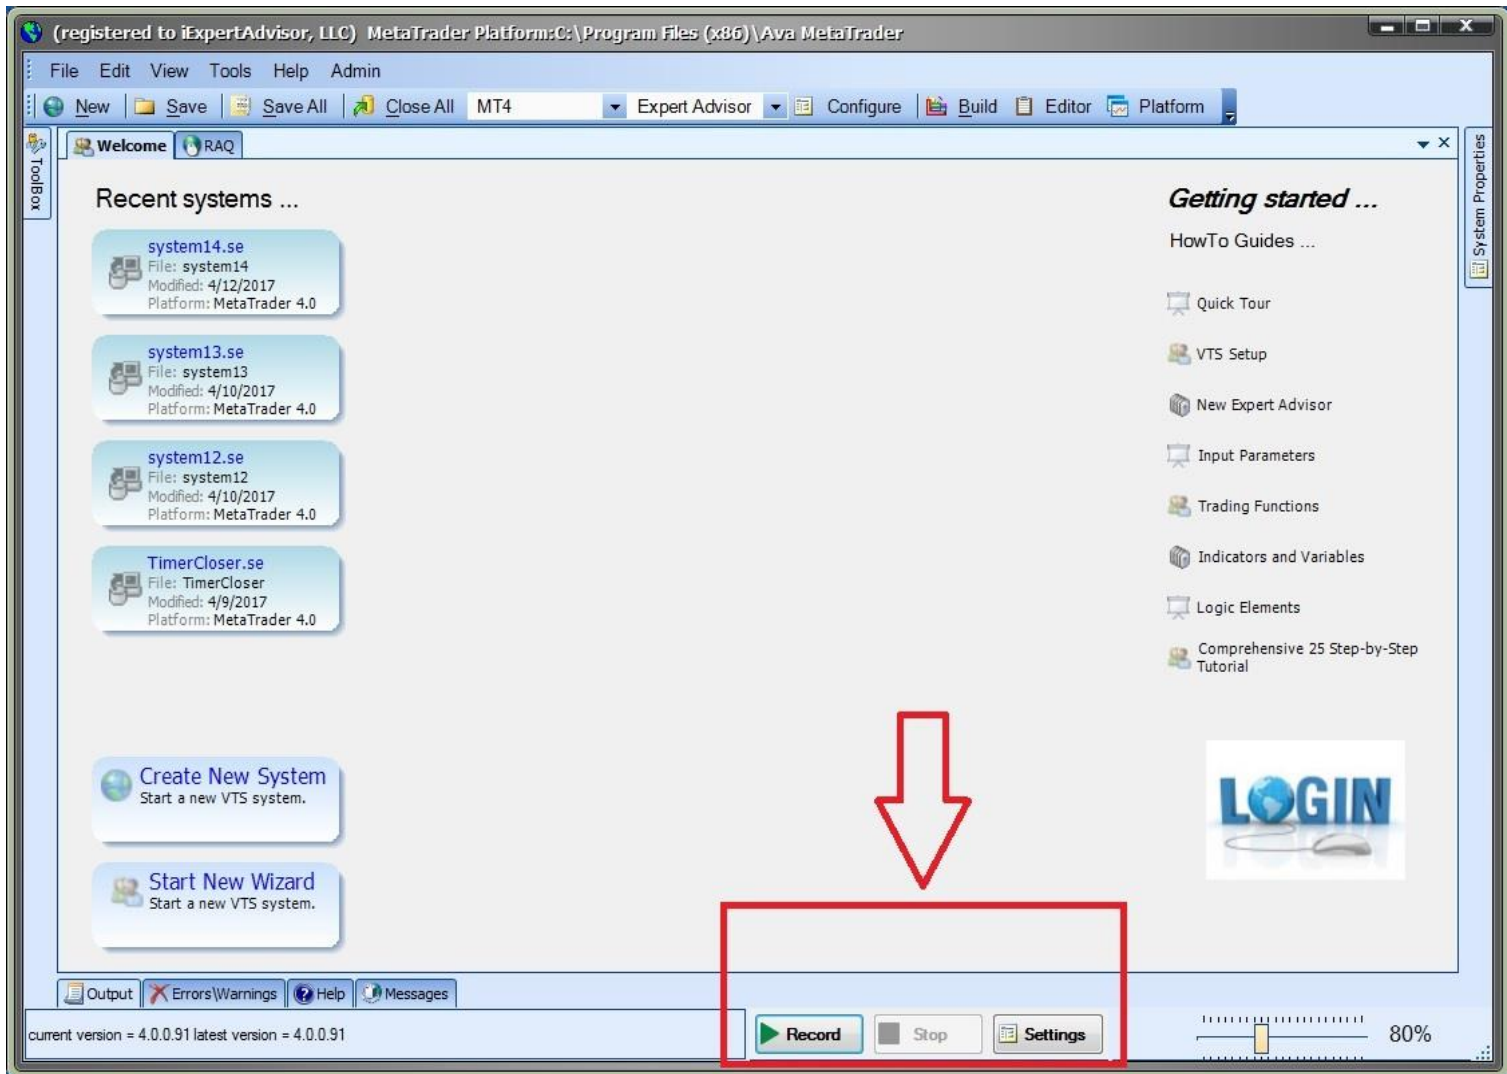 (registered to iExpertAdvisor, LLC) MetaTrader Platform:C:\Program Files (x86)\Ava MetaTrader
File Edit View Tools Help Admin
New Save Save All Close All MT4 Expert Advisor Configure Build Editor Platform
ToolBox
Welcome RAQ
System Properties
Recent systems ...
system14.se
File: system14
Modified: 4/12/2017
Platform: MetaTrader 4.0
system13.se
File: system13
Modified: 4/10/2017
Platform: MetaTrader 4.0
system12.se
File: system12
Modified: 4/10/2017
Platform: MetaTrader 4.0
TimerCloser.se
File: TimerCloser
Modified: 4/9/2017
Platform: MetaTrader 4.0
Create New System
Start a new VTS system.
Start New Wizard
Start a new VTS system.
Getting started ...
HowTo Guides ...
Quick Tour
VTS Setup
New Expert Advisor
Input Parameters
Trading Functions
Indicators and Variables
Logic Elements
Comprehensive 25 Step-by-Step
Tutorial
LOGIN
Output Errors\Warnings Help Messages
current version = 4.0.0.91 latest version = 4.0.0.91
Record Stop Settings
80%